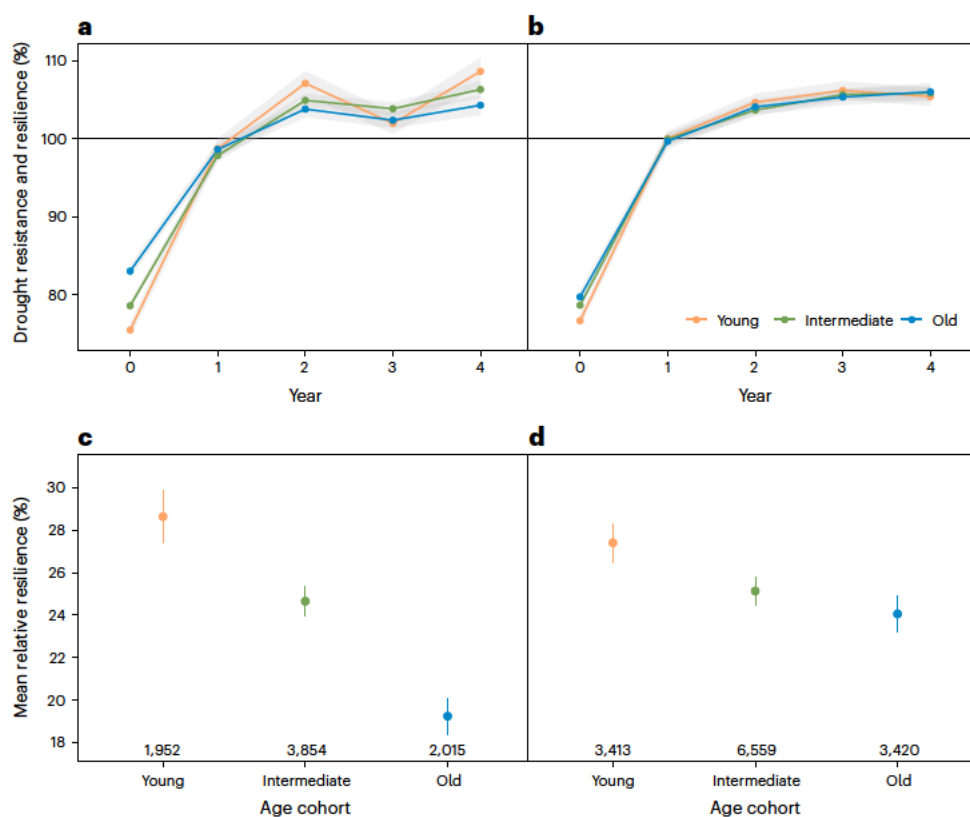 a
b
Drought resistance and resilience (%)
110
100
90
80
Young
Intermediate
Old
0 1 2 3 4
0 1 2 3 4
Year
Year
c
d
Mean relative resilience (%)
30
28
26
24
22
20
18
1,952 3,854 2,015
3,413 6,559 3,420
Young Intermediate Old
Young Intermediate Old
Age cohort
Age cohort